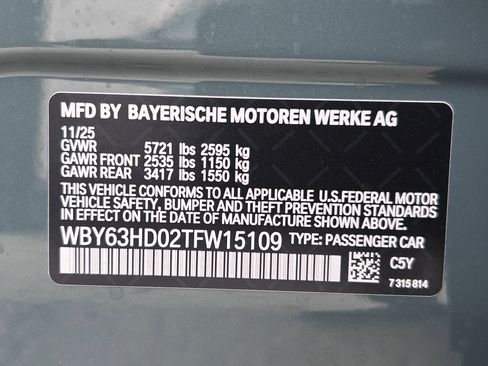 MFD BY BAYERISCHE MOTOREN WERKE AG
11/25
GVWR 5721 lbs 2595 kg
GAWR FRONT 2535 lbs 1150 kg
GAWR REAR 3417 lbs 1550 kg
THIS VEHICLE CONFORMS TO ALL APPLICABLE U.S.FEDERAL MOTOR
VEHICLE SAFETY, BUMPER, AND THEFT PREVENTION STANDARDS
IN EFFECT ON THE DATE OF MANUFACTURE SHOWN ABOVE.
WBY63HD02TFW15109 TYPE: PASSENGER CAR
C5Y
7315814